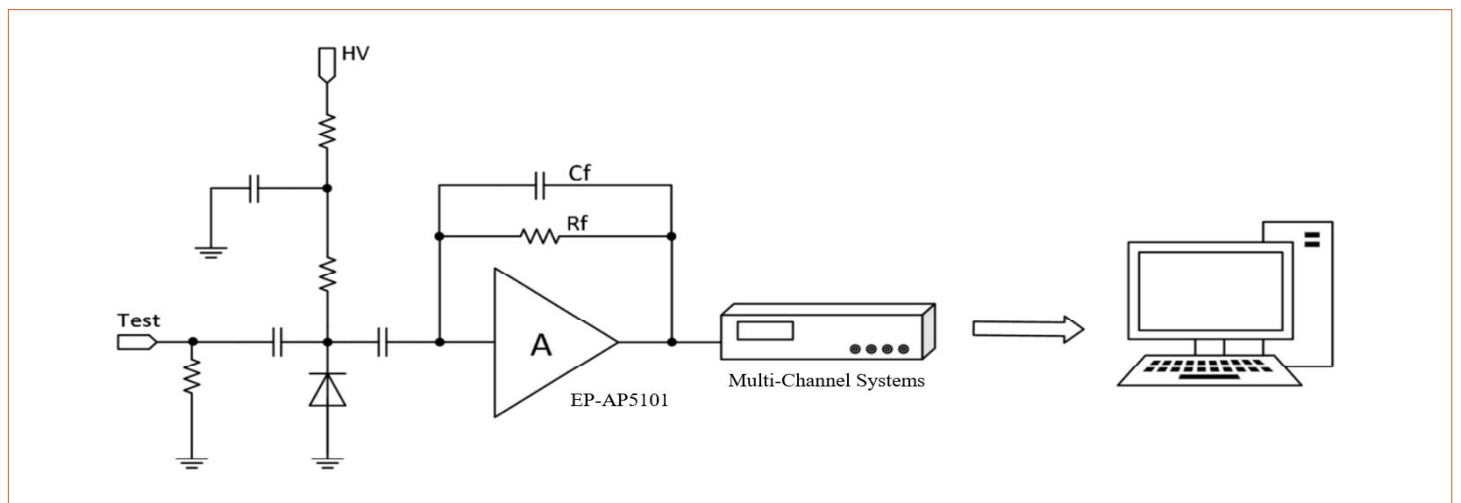 HV
Cf
Rf
Test
A
EP-AP5101
Multi-Channel Systems